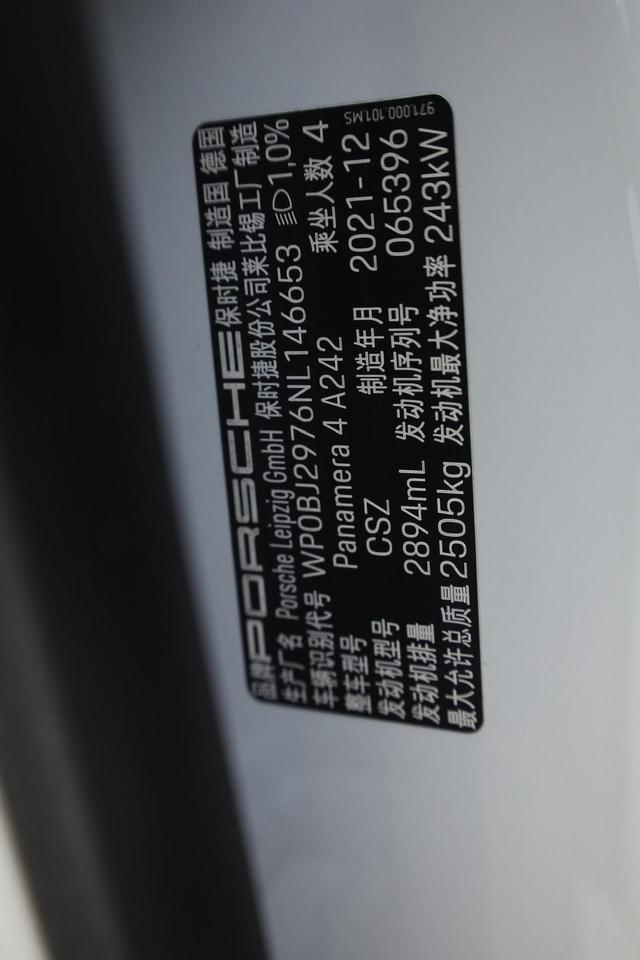 971.000.101.MS
品牌 PORSCHE 保时捷 制造国 德国
生产厂名 Porsche Leipzig GmbH 保时捷股份公司莱比锡工厂制造
车辆识别代号 WP0BJ2976NL146653 1,0%
整车型号 Panamera 4 A242 乘坐人数 4
发动机型号 CSZ 制造年月 2021-12
发动机排量 2894mL 发动机序列号 065396
最大允许总质量 2505kg 发动机最大净功率 243kW